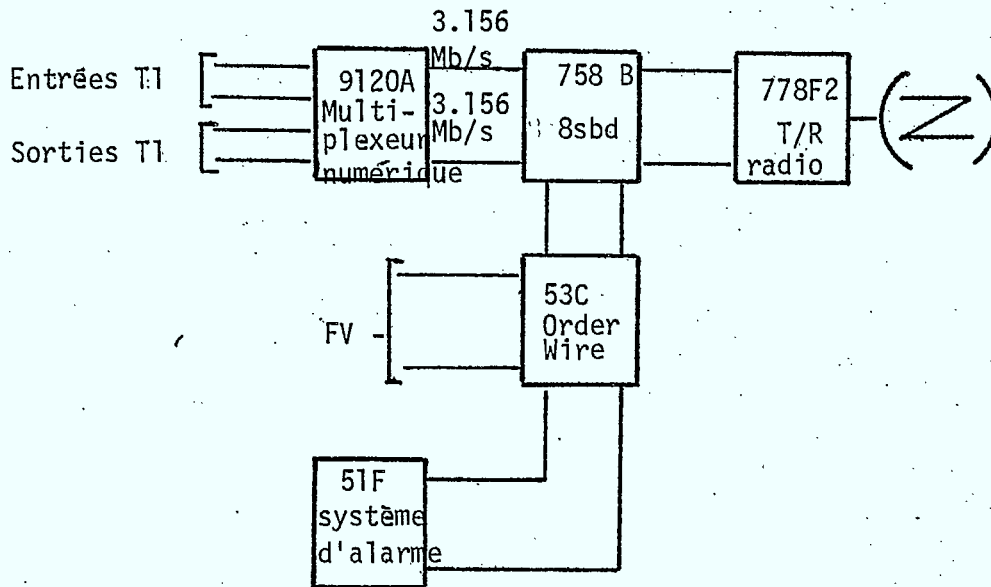 3.156
Mb/s
Entrées T1
Sorties T1
9120A
Multi-
plexeur
numérique
3.156
Mb/s
758 B
8sbd
778F2
T/R
radio
FV
53C
Order
Wire
51F
système
d'alarme